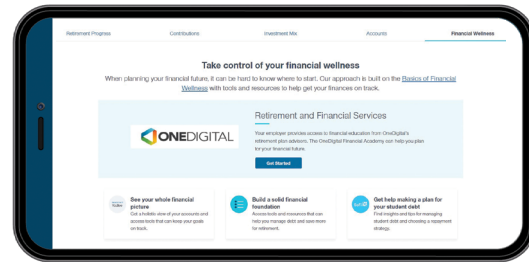 Retirement Progress
Contributions
Investment Mix
Accounts
Financial Wellness
Take control of your financial wellness
When planning your financial future, it can be hard to know where to start. Our approach is built on the Basics of Financial
Wellness with tools and resources to help get your finances on track.
ONEDIGITAL
Retirement and Financial Services
Your employer provides access to financial education from OneDigital's
retirement plan advisors. The OneDigital Financial Academy can help you plan
for your financial future.
Get Started
See your whole financial
picture
Get a holistic view of your accounts and
access tools that can keep your goals
on track.
Build a solid financial
foundation
Access tools and resources that can
help you manage debt and save more
for retirement.
Get help making a plan for
your student debt
Find insights and tips for managing
student debt and choosing a repayment
strategy.